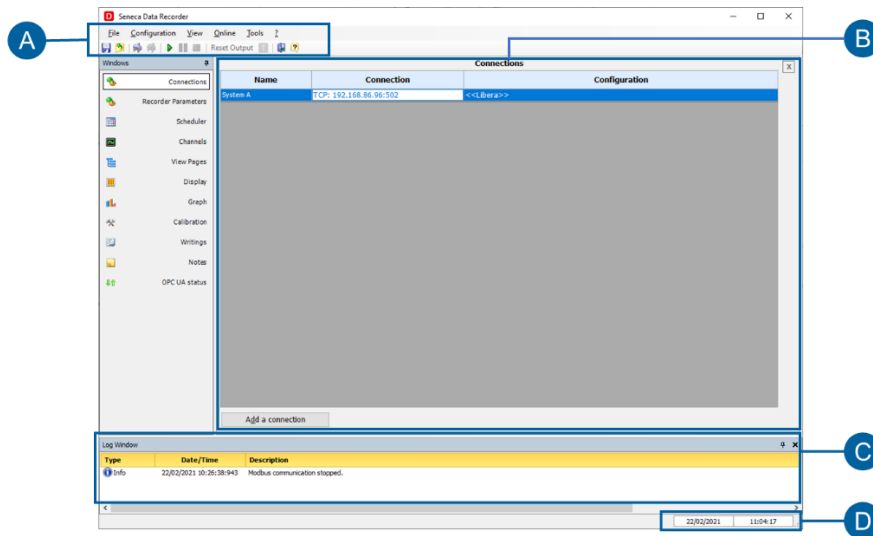 Seneca Data Recorder
File Configuration View Online Tools ?
Reset Output
A
B
Windows
Connections
X
Connections
Recorder Parameters
Scheduler
Channels
View Pages
Display
Graph
Calibration
Writings
Notes
OPC UA status
Name Connection Configuration
System A TCP: 192.168.86.96:502 <<Libera>>
Add a connection
Log Window
Type Date/Time Description
Info 22/02/2021 10:26:38:943 Modbus communication stopped.
C
22/02/2021 11:04:17
D